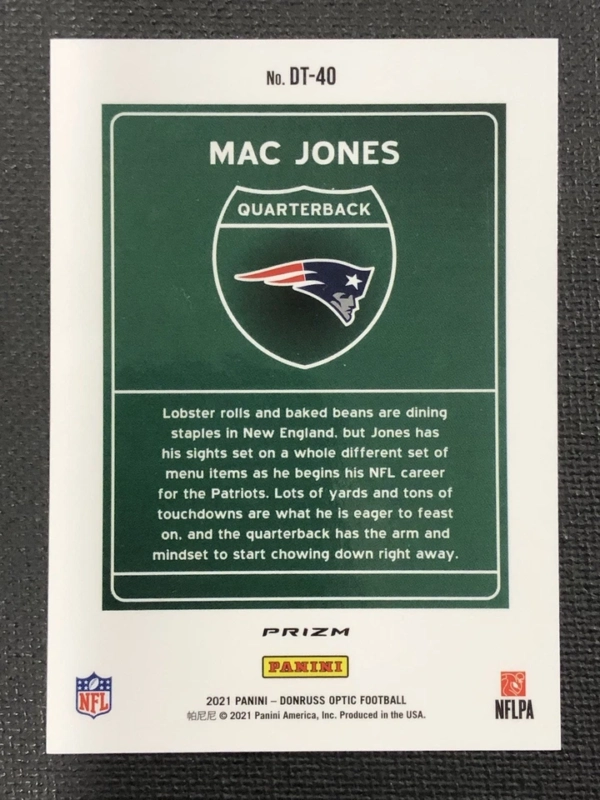 No. DT-40
MAC JONES
QUARTERBACK
Lobster rolls and baked beans are dining
staples in New England, but Jones has
his sights set on a whole different set of
menu items as he begins his NFL career
for the Patriots. Lots of yards and tons of
touchdowns are what he is eager to feast
on, and the quarterback has the arm and
mindset to start chowing down right away.
PRIZM
PANINI
2021 PANINI – DONRUSS OPTIC FOOTBALL
帕尼尼 © 2021 Panini America, Inc. Produced in the USA.
NFL
NFLPA